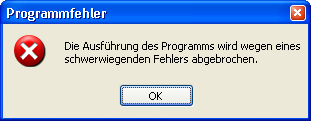 Programmfehler
Die Ausführung des Programms wird wegen eines
schwerwiegenden Fehlers abgebrochen.
OK